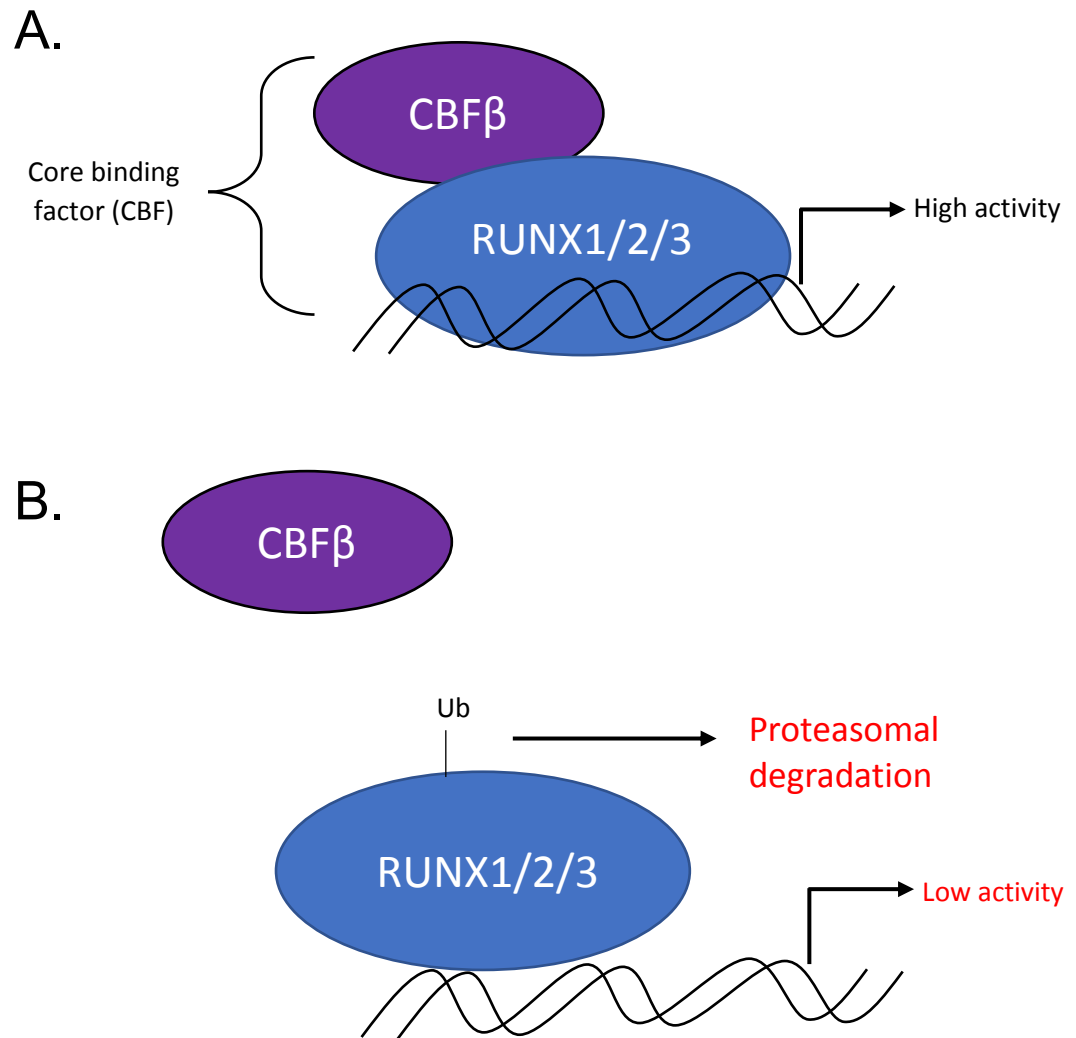 A.
CBFβ
Core binding
factor (CBF)
RUNX1/2/3
High activity
B.
CBFβ
Ub
Proteasomal
degradation
RUNX1/2/3
Low activity